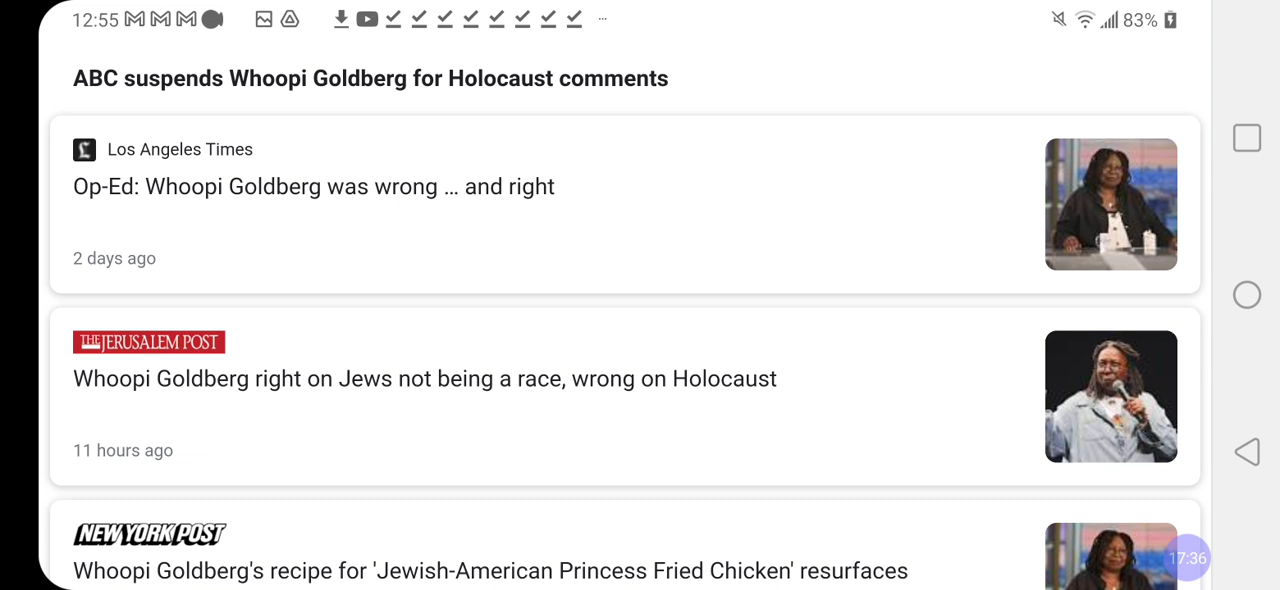 12:55 ... 83%
ABC suspends Whoopi Goldberg for Holocaust comments
Los Angeles Times
Op-Ed: Whoopi Goldberg was wrong ... and right
2 days ago
THE JERUSALEM POST
Whoopi Goldberg right on Jews not being a race, wrong on Holocaust
11 hours ago
NEW YORK POST
Whoopi Goldberg's recipe for 'Jewish-American Princess Fried Chicken' resurfaces
17:36